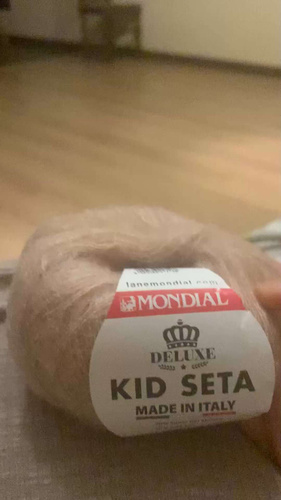 lanemondial.com
MONDIAL
DELUXE
KID SETA
MADE IN ITALY